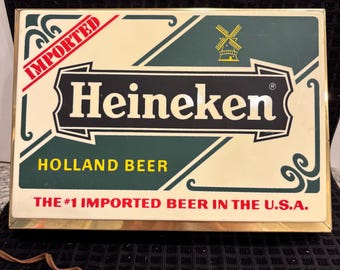 IMPORTED
Heineken®
HOLLAND BEER
THE #1 IMPORTED BEER IN THE U.S.A.